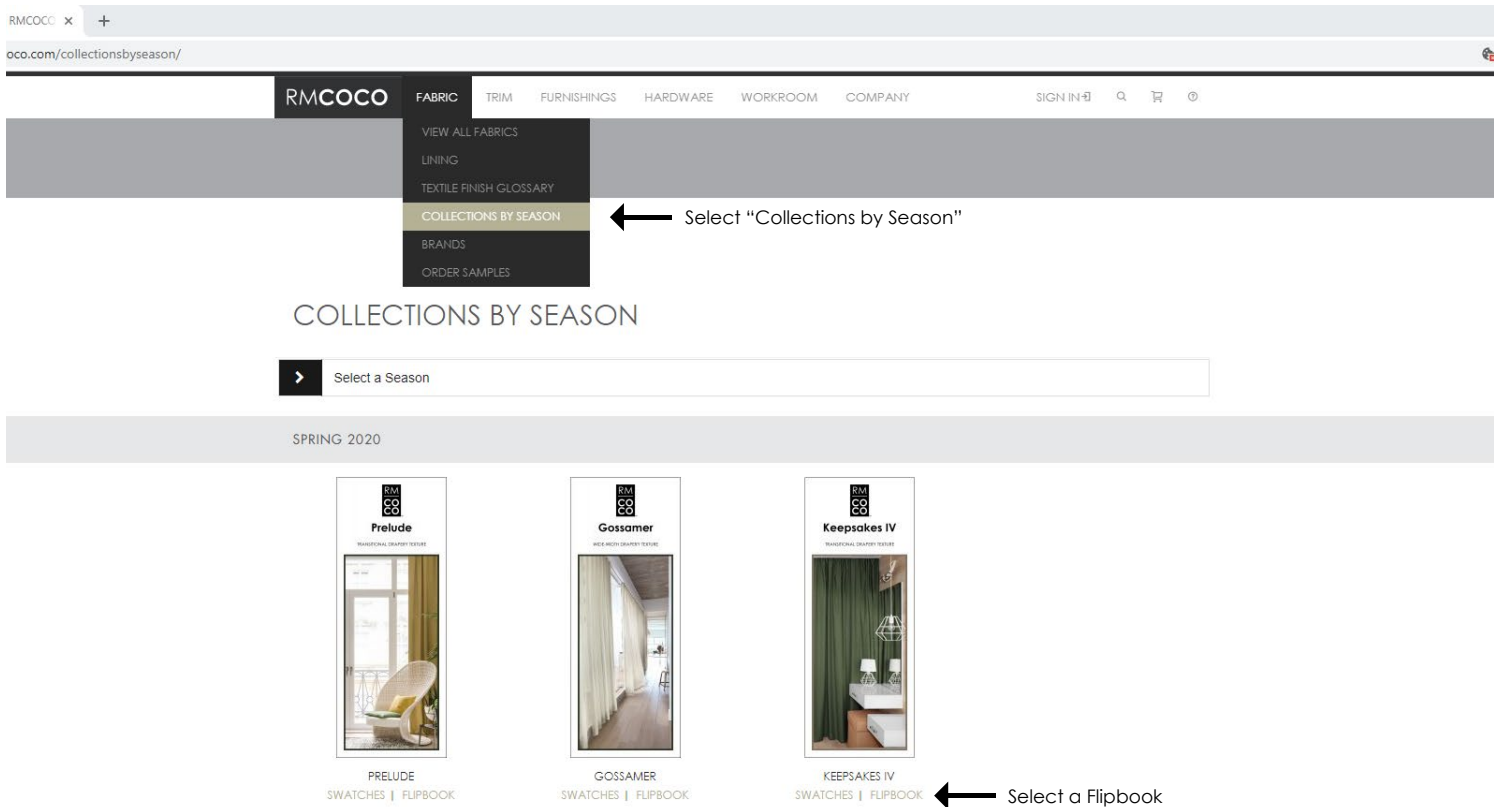 RMCOCO
oco.com/collectionsbyseason/
RMCOCO FABRIC TRIM FURNISHINGS HARDWARE WORKROOM COMPANY SIGN IN
VIEW ALL FABRICS
LINING
TEXTILE FINISH GLOSSARY
COLLECTIONS BY SEASON
Select “Collections by Season”
BRANDS
ORDER SAMPLES
COLLECTIONS BY SEASON
Select a Season
SPRING 2020
RM
CO
CO
Prelude
TRANSITIONAL DRAPERY TEXTURE
RM
CO
CO
Gossamer
WIDE-WIDTH DRAPERY TEXTURE
RM
CO
CO
Keepsakes IV
TRANSITIONAL DRAPERY TEXTURE
PRELUDE
SWATCHES | FLIPBOOK
GOSSAMER
SWATCHES | FLIPBOOK
KEEPSAKES IV
SWATCHES | FLIPBOOK
Select a Flipbook